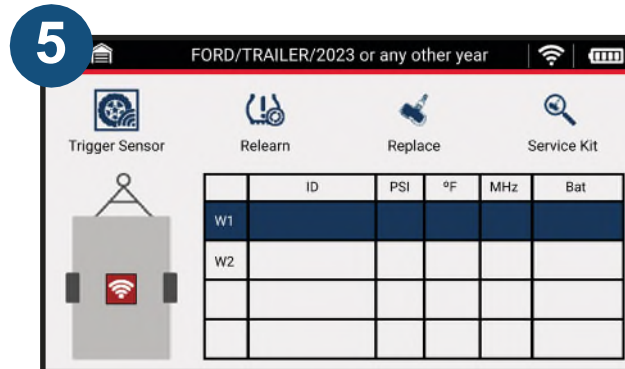 5
FORD/TRAILER/2023 or any other year
Trigger Sensor Relearn Replace Service Kit
ID PSI ºF MHz Bat
W1
W2